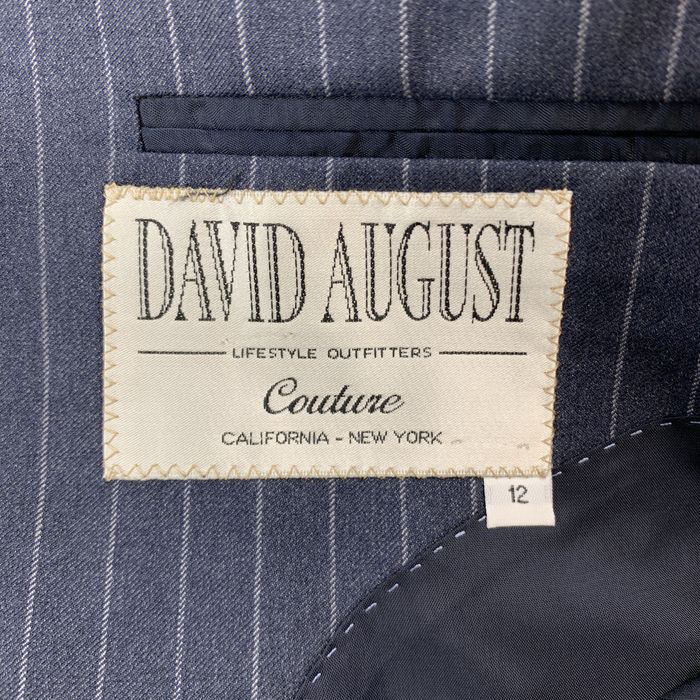 DAVID AUGUST
LIFESTYLE OUTFITTERS
Couture
CALIFORNIA - NEW YORK
12